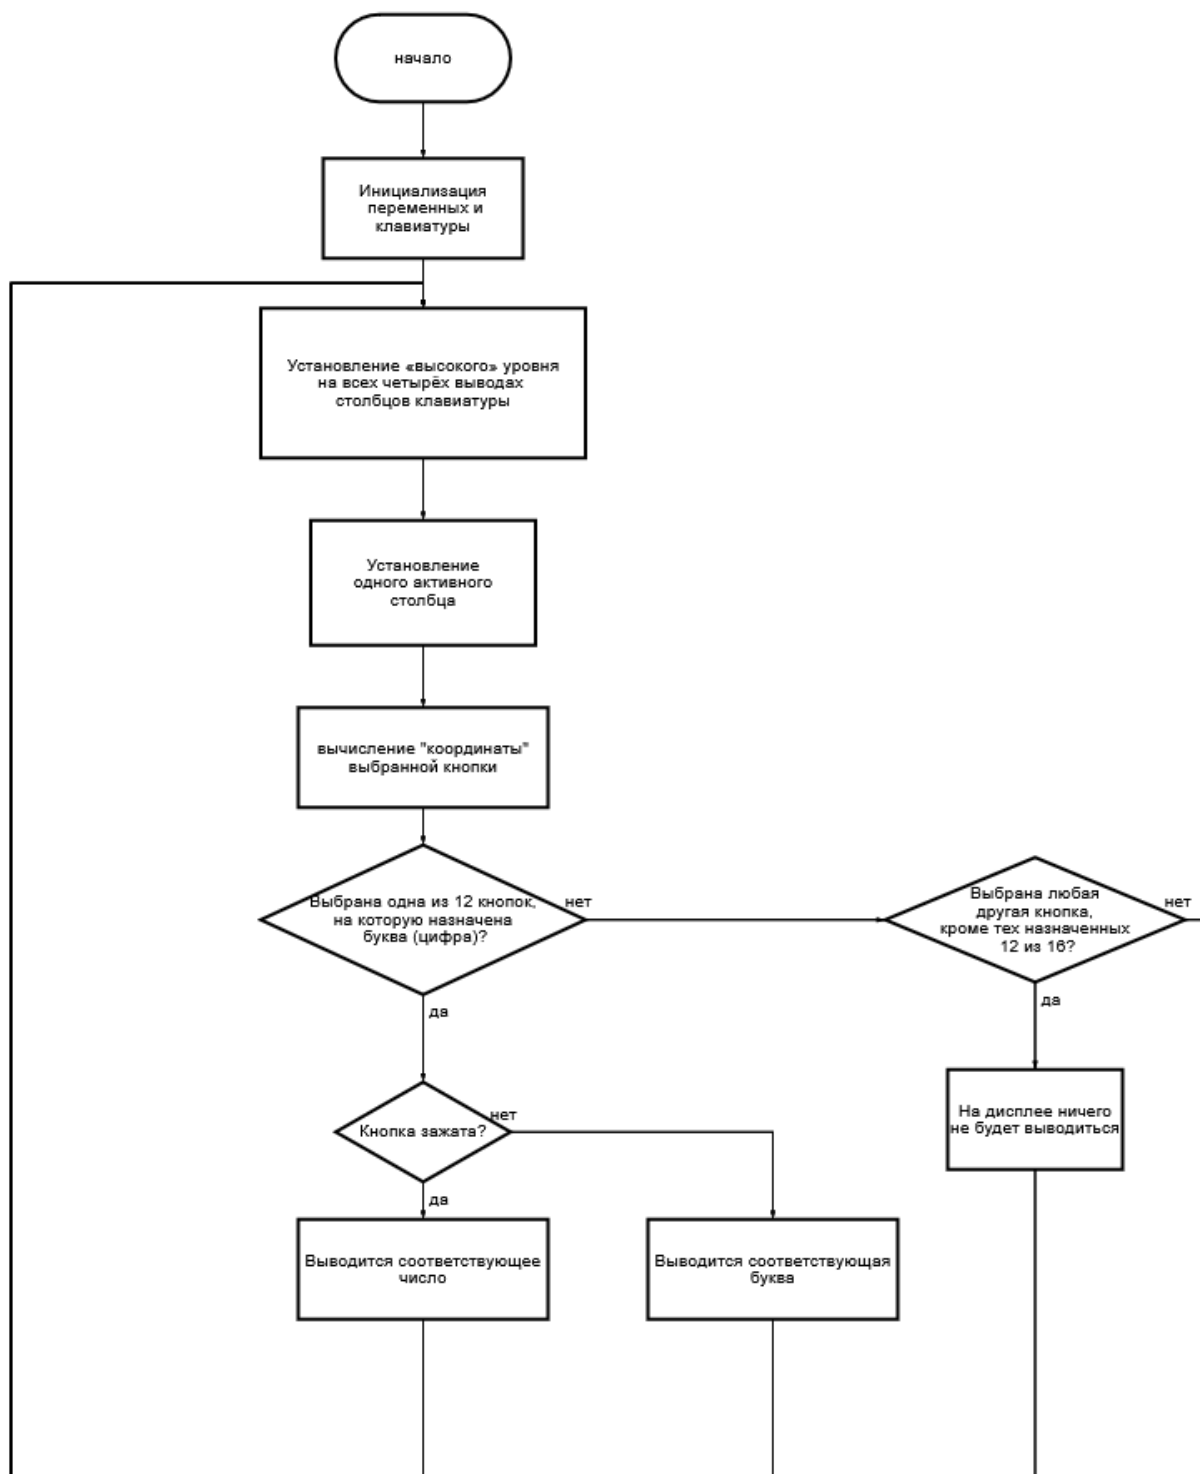 начало
Инициализация
переменных и
клавиатуры
Установление «высокого» уровня
на всех четырёх выводах
столбцов клавиатуры
Установление
одного активного
столбца
вычисление "координаты"
выбранной кнопки
Выбрана одна из 12 кнопок,
на которую назначена
буква (цифра)?
нет
Выбрана любая
другая кнопка,
кроме тех назначенных
12 из 16?
нет
да
да
Кнопка зажата?
нет
На дисплее ничего
не будет выводиться
да
Выводится соответствующее
число
Выводится соответствующая
буква